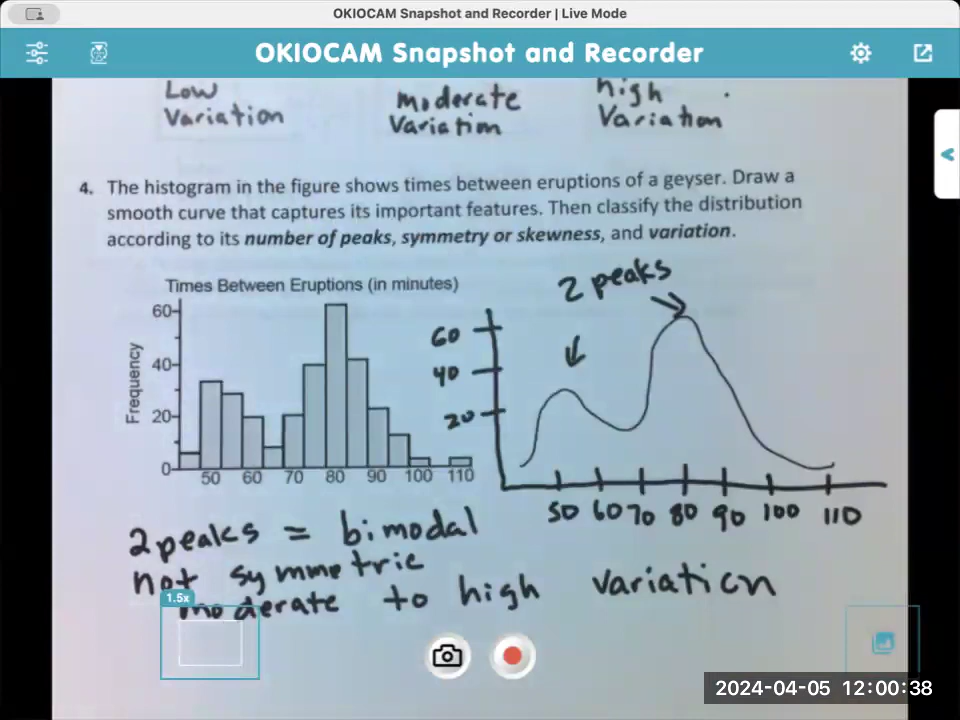 OKIOCAM Snapshot and Recorder | Live Mode
OKIOCAM Snapshot and Recorder
Low
Variation
moderate
Variation
high
Variation
4. The histogram in the figure shows times between eruptions of a geyser. Draw a
smooth curve that captures its important features. Then classify the distribution
according to its number of peaks, symmetry or skewness, and variation.
Times Between Eruptions (in minutes)
Frequency
60
40
20
0
50 60 70 80 90 100 110
2 peaks
60
40
20
50 60 70 80 90 100 110
2 peaks = bimodal
not symmetric
moderate to high variation
1.5x
2024-04-05 12:00:38